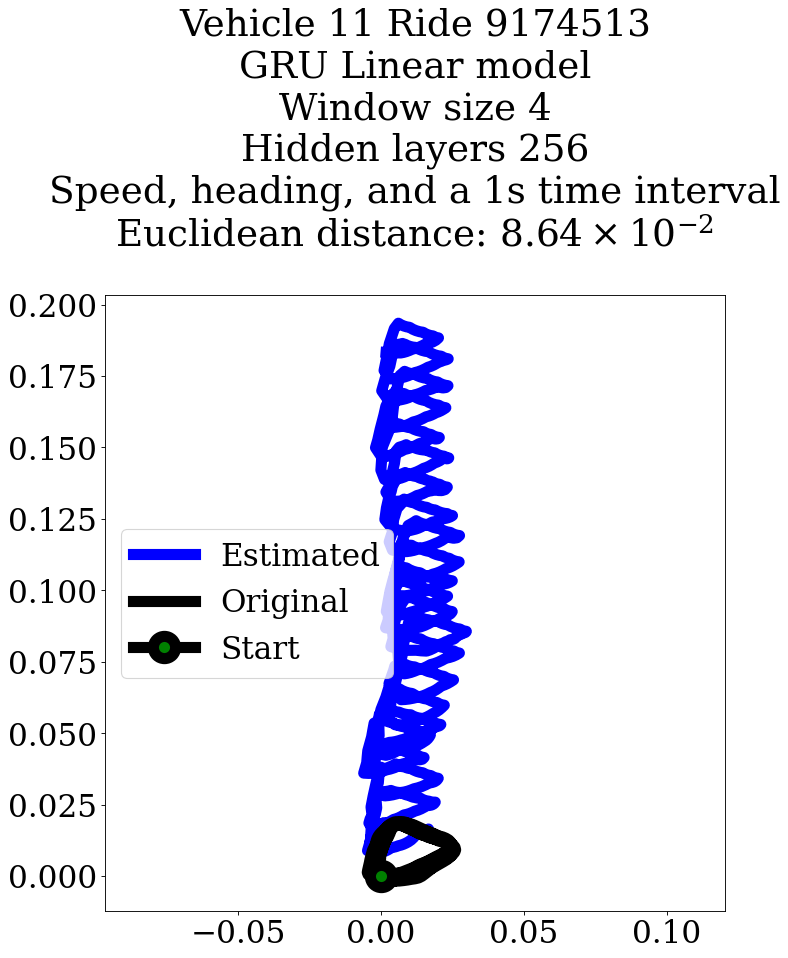 Vehicle 11 Ride 9174513
GRU Linear model
Window size 4
Hidden layers 256
Speed, heading, and a 1s time interval
Euclidean distance: 8.64 × 10⁻²
0.200
0.175
0.150
0.125
0.100
0.075
0.050
0.025
0.000
Estimated
Original
Start
−0.05 0.00 0.05 0.10